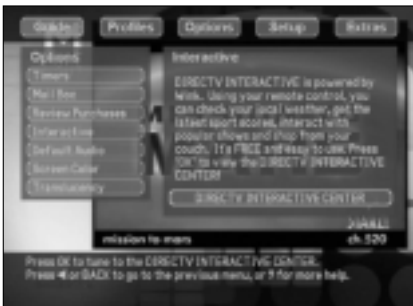 Guide Profiles Options Setup Extras
Options
Timers
Mail Box
Review Purchases
Interactive
Default Audio
Screen Color
Translucency
Interactive
DIRECTV INTERACTIVE is powered by
Wink. Using your remote control, you
can check your local weather, get the
latest sport scores, interact with
popular shows and shop from your
couch. It's FREE and easy to use. Press
"OK" to view the DIRECTV INTERACTIVE
CENTER!
DIRECTV INTERACTIVE CENTER
mission to mars ch.520
Press OK to tune to the DIRECTV INTERACTIVE CENTER.
Press ◄ or BACK to go to the previous menu, or ? for more help.